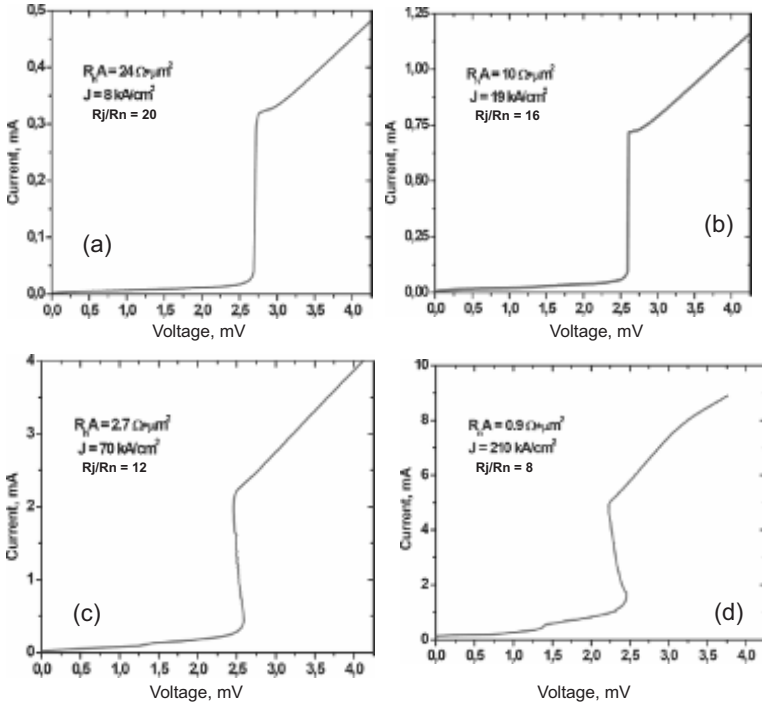 0,5
0,4
0,3
0,2
0,1
0,0
Current, mA
RnA = 24 Ω*μm²
J = 8 kA/cm²
Rj/Rn = 20
(a)
0,0 0,5 1,0 1,5 2,0 2,5 3,0 3,5 4,0
Voltage, mV
1,25
1,00
0,75
0,50
0,25
0,00
Current, mA
RnA = 10 Ω*μm²
J = 19 kA/cm²
Rj/Rn = 16
(b)
0,0 0,5 1,0 1,5 2,0 2,5 3,0 3,5 4,0
Voltage, mV
4
3
2
1
0
Current, mA
RnA = 2.7 Ω*μm²
J = 70 kA/cm²
Rj/Rn = 12
(c)
0,0 0,5 1,0 1,5 2,0 2,5 3,0 3,5 4,0
Voltage, mV
10
8
6
4
2
0
Current, mA
RnA = 0.9 Ω*μm²
J = 210 kA/cm²
Rj/Rn = 8
(d)
0,0 0,5 1,0 1,5 2,0 2,5 3,0 3,5 4,0
Voltage, mV